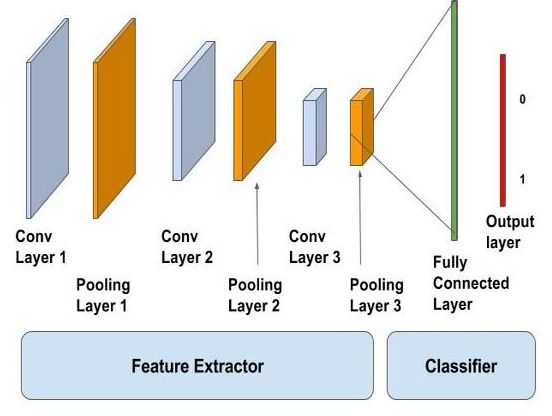 0
1
Conv
Layer 1
Pooling
Layer 1
Conv
Layer 2
Pooling
Layer 2
Conv
Layer 3
Pooling
Layer 3
Fully
Connected
Layer
Output
layer
Feature Extractor
Classifier